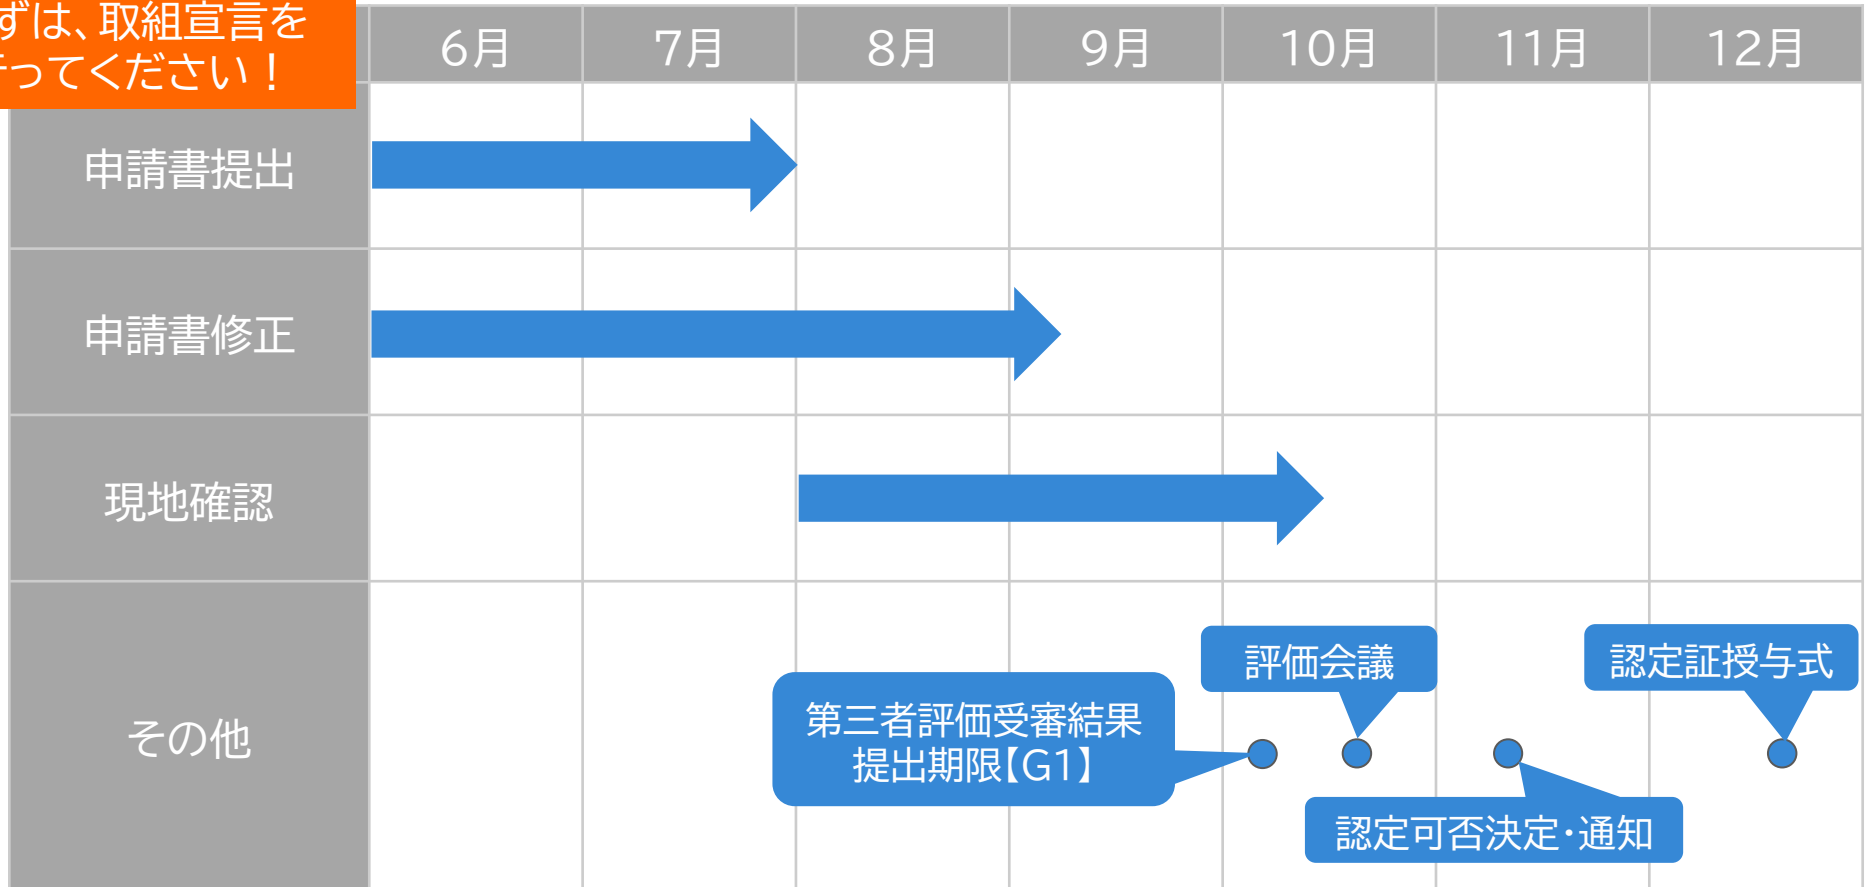 ずは、取組宣言を
ってください！
6月
7月
8月
9月
10月
11月
12月
申請書提出
申請書修正
現地確認
その他
第三者評価受審結果
提出期限【G1】
評価会議
認定可否決定・通知
認定証授与式